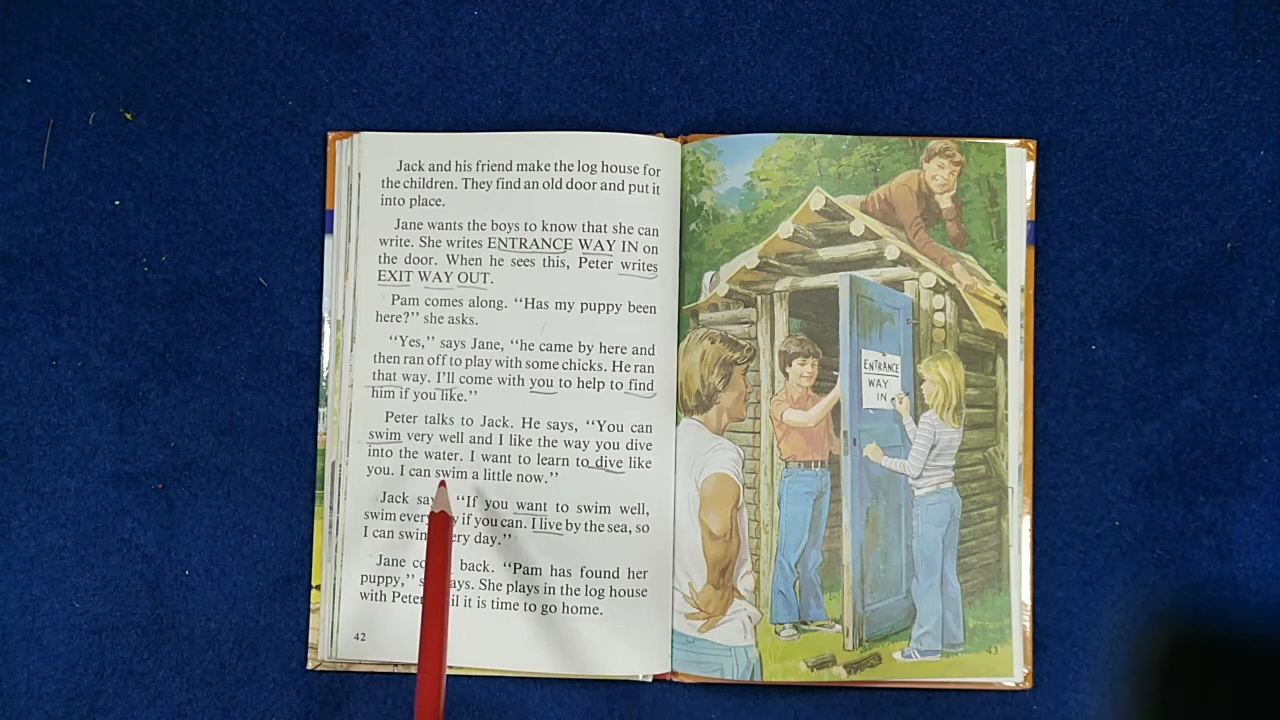 Jack and his friend make the log house for
the children. They find an old door and put it
into place.
Jane wants the boys to know that she can
write. She writes ENTRANCE WAY IN on
the door. When he sees this, Peter writes
EXIT WAY OUT.
Pam comes along. “Has my puppy been
here?” she asks.
“Yes,” says Jane, “he came by here and
then ran off to play with some chicks. He ran
that way. I’ll come with you to help to find
him if you like.”
Peter talks to Jack. He says, “You can
swim very well and I like the way you dive
into the water. I want to learn to dive like
you. I can swim a little now.”
Jack “If you want to swim well,
swim if you can. I live by the sea, so
I can day.”
Jane back. “Pam has found her
puppy,” She plays in the log house
with it is time to go home.
42
ENTRANCE
WAY
IN
43